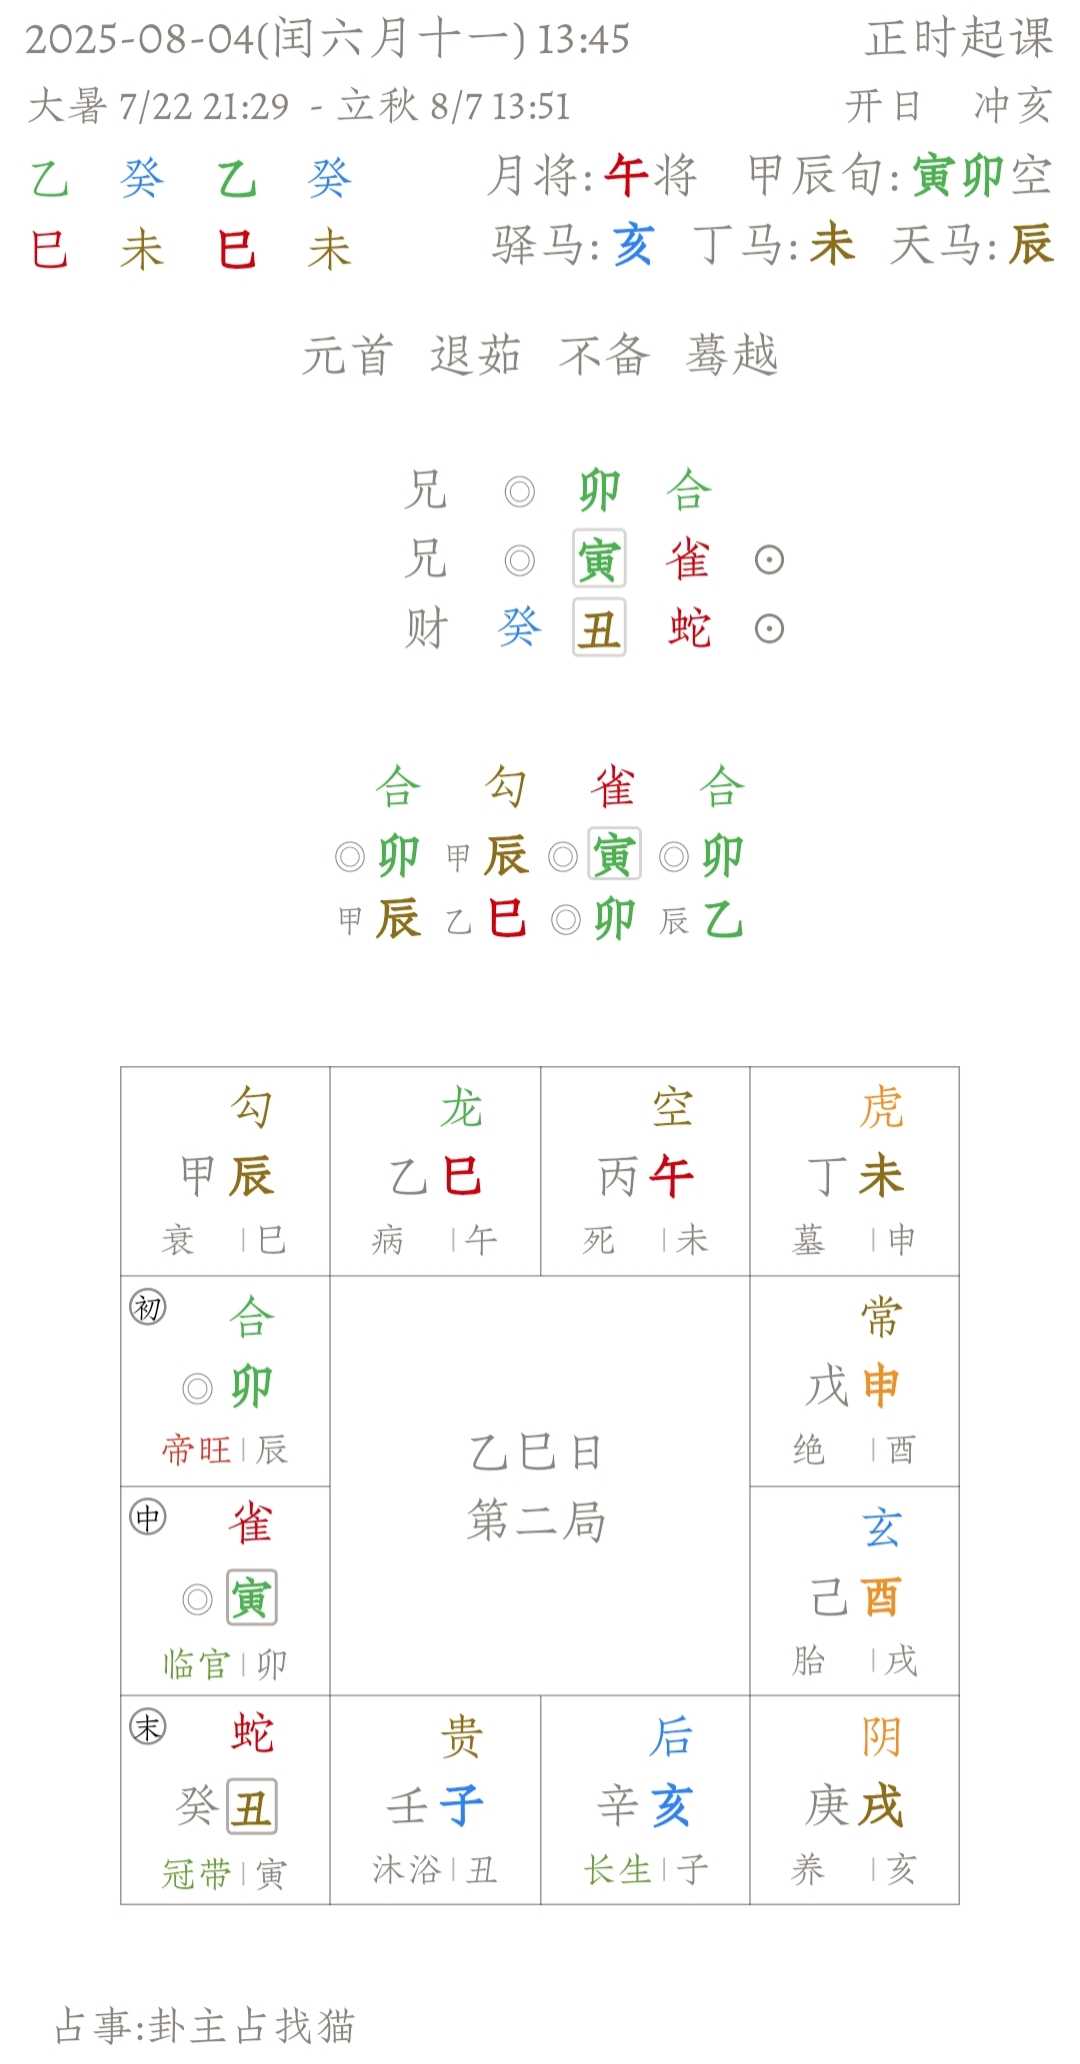 2025-08-04(闰六月十一) 13:45 正时起课
大暑 7/22 21:29 - 立秋 8/7 13:51 开日 冲亥
乙 癸 乙 癸 月将:午将 甲辰旬:寅卯空
巳 未 巳 未 驿马:亥 丁马:未 天马:辰
元首 退茹 不备 蓦越
兄 ◎ 卯 合
兄 ◎ 寅 雀 ⊙
财 癸 丑 蛇 ⊙
合 勾 雀 合
◎ 卯 甲 辰 ◎ 寅 ◎ 卯
甲 辰 乙 巳 ◎ 卯 辰 乙
勾 龙 空 虎
甲 辰 乙 巳 丙 午 丁 未
衰 | 巳 病 | 午 死 | 未 墓 | 申
初 合 常
◎ 卯 戊 申
帝旺 | 辰 绝 | 酉
乙巳日
第二局
中 雀 玄
◎ 寅 己 酉
临官 | 卯 胎 | 戌
末 蛇 贵 后 阴
癸 丑 壬 子 辛 亥 庚 戌
冠带 | 寅 沐浴 | 丑 长生 | 子 养 | 亥
占事:卦主占找猫